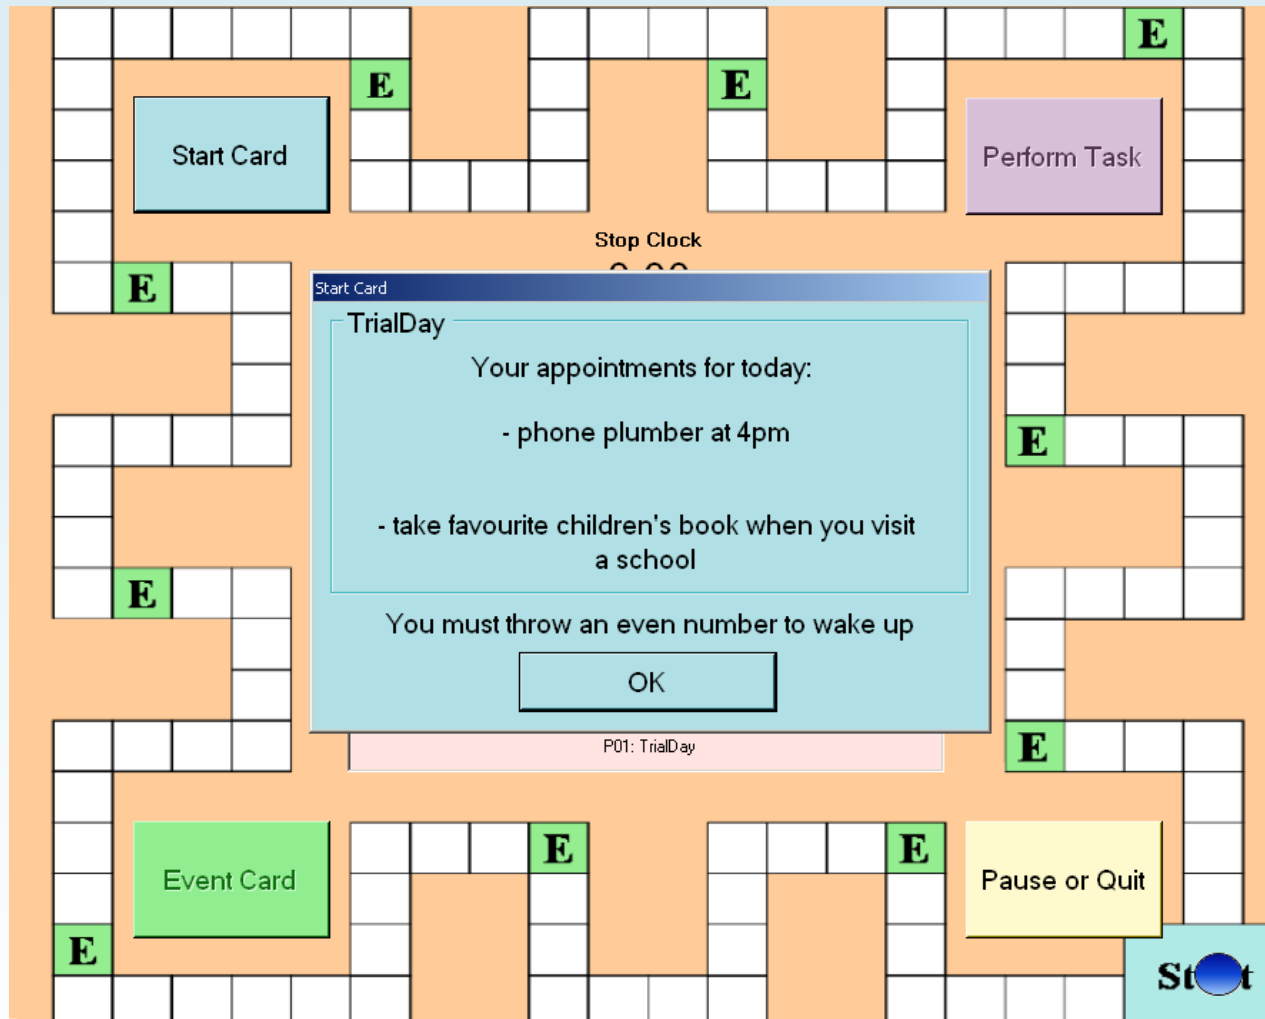 E
E
E
Start Card
Perform Task
Stop Clock
E
Start Card
TrialDay
Your appointments for today:
- phone plumber at 4pm
- take favourite children's book when you visit
a school
You must throw an even number to wake up
OK
E
E
E
P01: TrialDay
E
E
Event Card
Pause or Quit
E